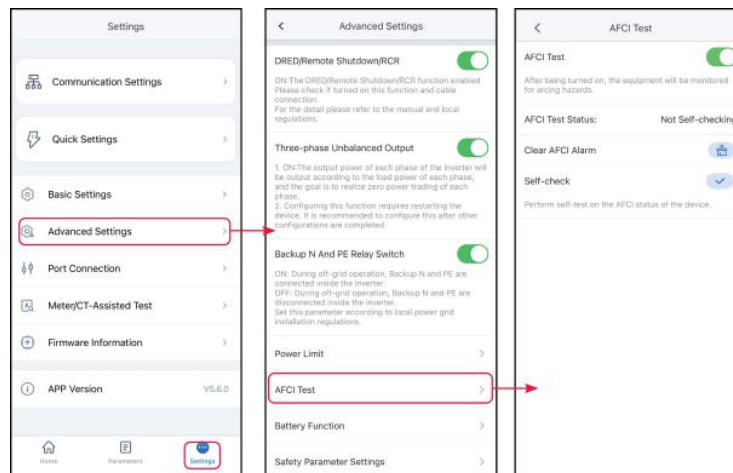 Settings
Communication Settings
Quick Settings
Basic Settings
Advanced Settings
Port Connection
Meter/CT-Assisted Test
Firmware Information
APP Version V5.6.0
Home Parameters Settings
Advanced Settings
DRED/Remote Shutdown/RCR
ON:The DRED/Remote Shutdown/RCR function enabled
Please check if turned on this function and cable
connection.
For the detail please refer to the manual and local
regulations.
Three-phase Unbalanced Output
1. ON:The output power of each phase of the inverter will
be output according to the load power of each phase,
and the goal is to realize zero power trading of each
phase.
2. Configuring this function requires restarting the
device. It is recommended to configure this after other
configurations are completed.
Backup N And PE Relay Switch
ON: During off-grid operation, Backup N and PE are
connected inside the inverter.
OFF: During off-grid operation, Backup N and PE are
disconnected inside the inverter.
Set this parameter according to local power grid
installation regulations.
Power Limit
AFCI Test
Battery Function
Safety Parameter Settings
AFCI Test
AFCI Test
After being turned on, the equipment will be monitored
for arcing hazards.
AFCI Test Status: Not Self-checking
Clear AFCI Alarm
Self-check
Perform self-test on the AFCI status of the device.